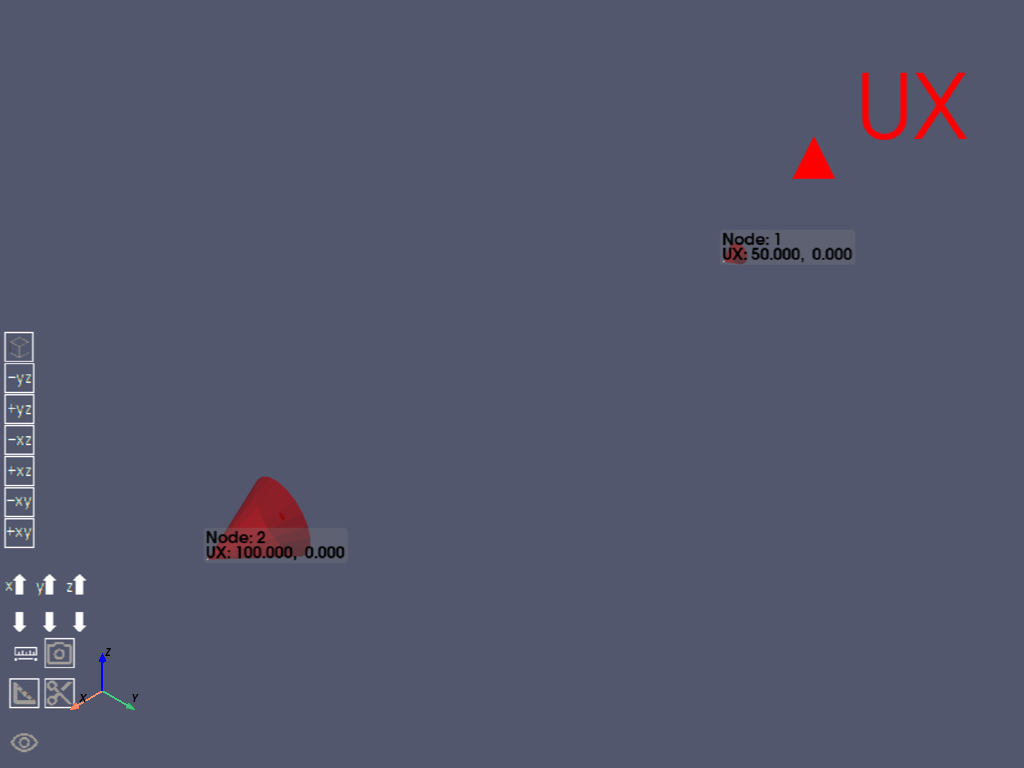 UX
Node: 1
UX: 50.000, 0.000
-yz
+yz
-xz
+xz
-xy
+xy
Node: 2
UX: 100.000, 0.000
x y z
Z
X Y